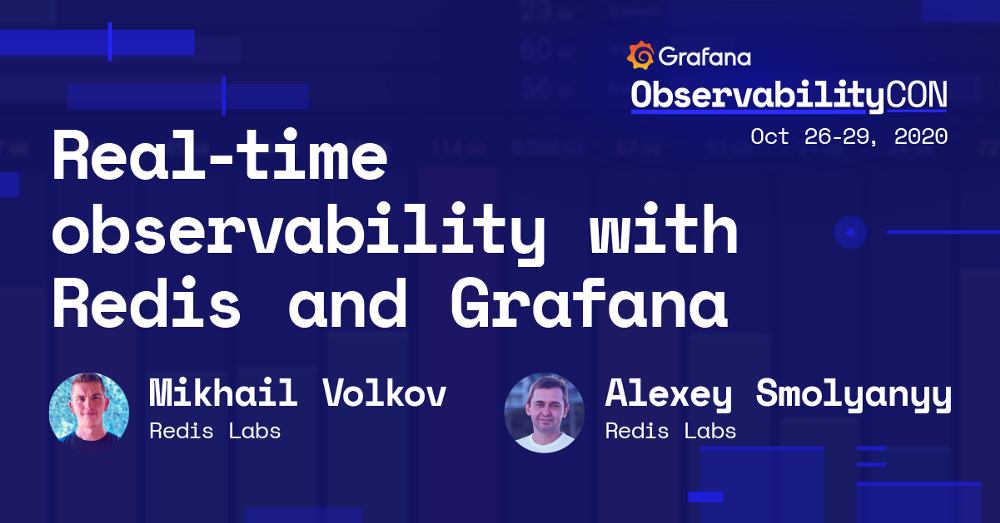 Grafana
ObservabilityCON
Oct 26-29, 2020
Real-time
observability with
Redis and Grafana
Mikhail Volkov
Redis Labs
Alexey Smolyanyy
Redis Labs